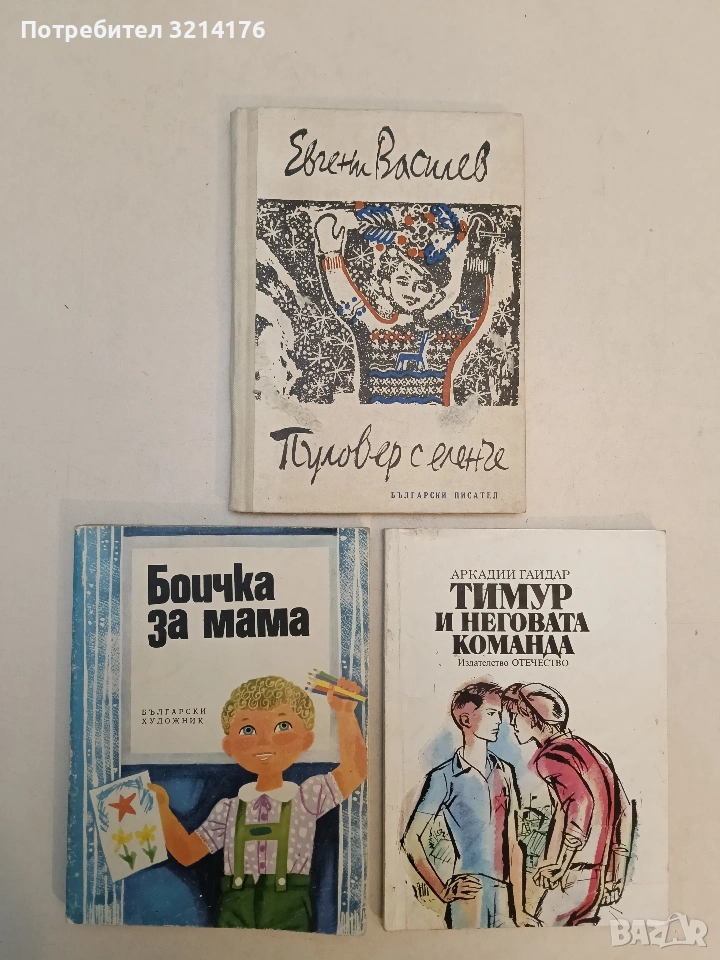 Потребител 3214176
Евгени Василев
Пуловер с еленче
БЪЛГАРСКИ ПИСАТЕЛ
Боичка
за мама
БЪЛГАРСКИ
ХУДОЖНИК
АРКАДИЙ ГАЙДАР
ТИМУР
И НЕГОВАТА
КОМАНДА
Издателство ОТЕЧЕСТВО
BAZAR